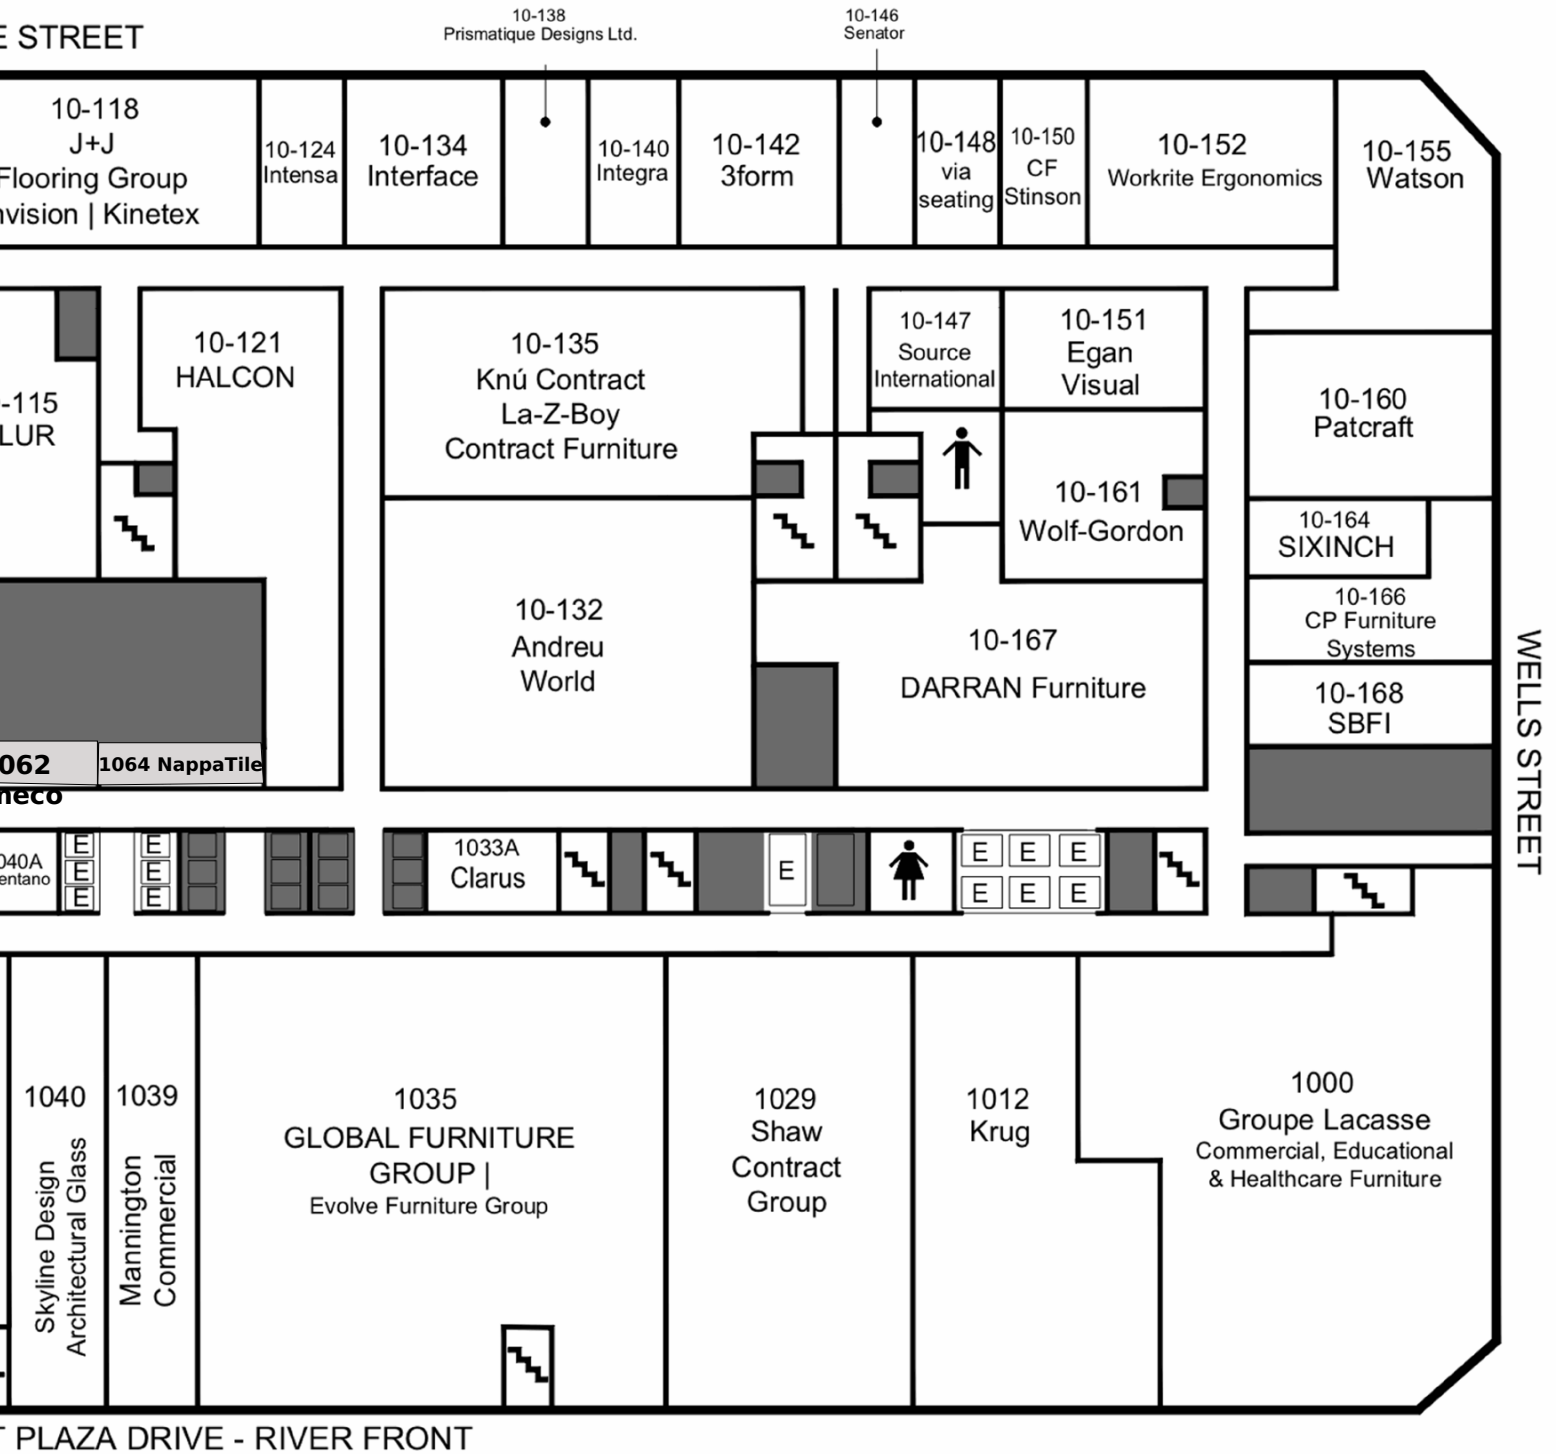 10-138
Prismatique Designs Ltd.
10-146
Senator
E STREET
10-118
J+J
Flooring Group
nvision | Kinetex
10-124
Intensa
10-134
Interface
10-140
Integra
10-142
3form
10-148
via
seating
10-150
CF
Stinson
10-152
Workrite Ergonomics
10-155
Watson
-115
LUR
10-121
HALCON
10-135
Knú Contract
La-Z-Boy
Contract Furniture
10-147
Source
International
10-151
Egan
Visual
10-160
Patcraft
10-161
Wolf-Gordon
10-164
SIXINCH
10-166
CP Furniture
Systems
10-132
Andreu
World
10-167
DARRAN Furniture
10-168
SBFI
WELLS STREET
062
neco
1064 NappaTile
040A
entano
E
E
E
E
E
E
1033A
Clarus
E
E E E
E E E
1040
Skyline Design
Architectural Glass
1039
Mannington
Commercial
1035
GLOBAL FURNITURE
GROUP |
Evolve Furniture Group
1029
Shaw
Contract
Group
1012
Krug
1000
Groupe Lacasse
Commercial, Educational
& Healthcare Furniture
T PLAZA DRIVE - RIVER FRONT